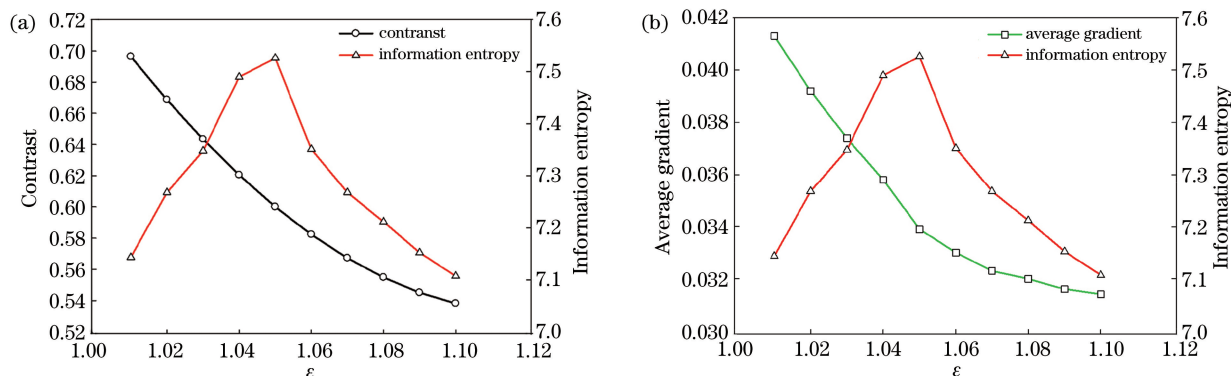 (a)
0.72
0.70
0.68
0.66
0.64
0.62
0.60
0.58
0.56
0.54
0.52
Contrast
contranst
information entropy
7.6
7.5
7.4
7.3
7.2
7.1
7.0
Information entropy
1.00 1.02 1.04 1.06 1.08 1.10 1.12
ε
(b)
0.042
0.040
0.038
0.036
0.034
0.032
0.030
Average gradient
average gradient
information entropy
7.6
7.5
7.4
7.3
7.2
7.1
7.0
Information entropy
1.00 1.02 1.04 1.06 1.08 1.10 1.12
ε